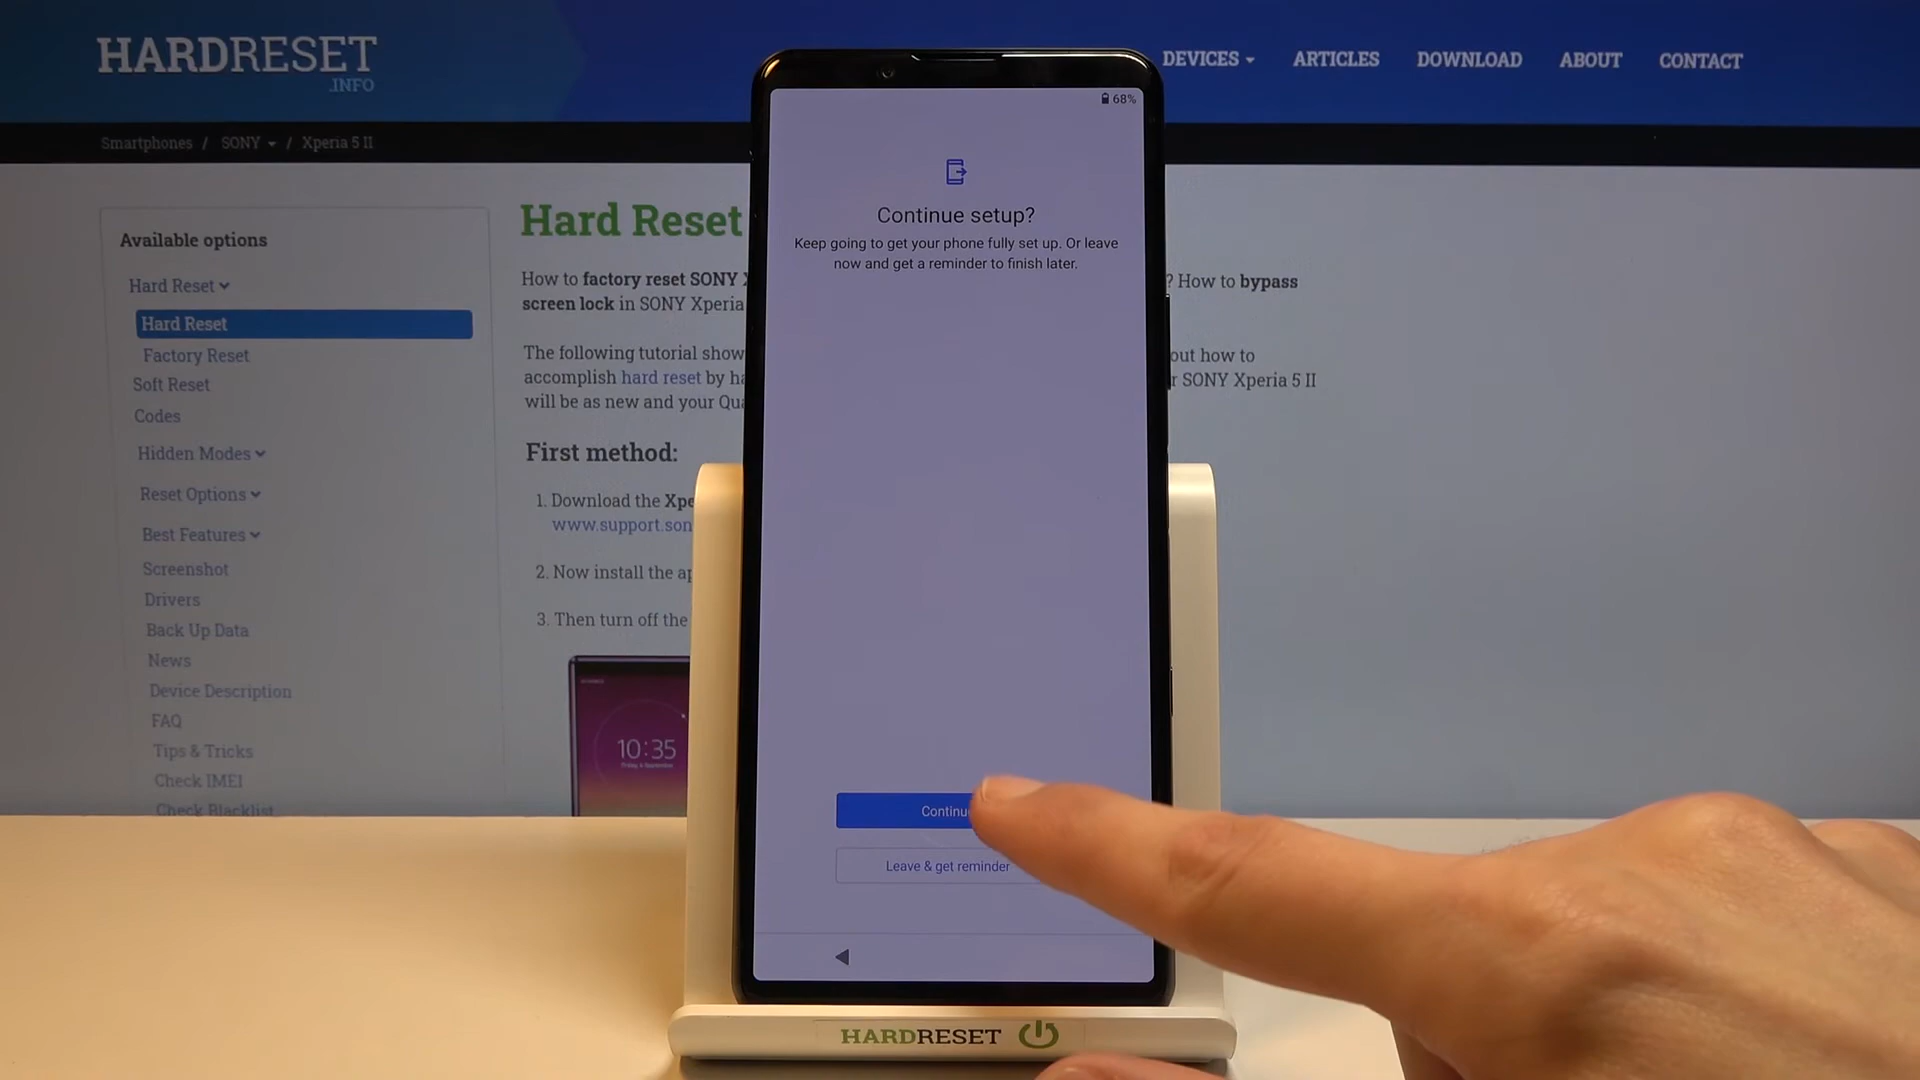 HARDRESET
.INFO
DEVICES
ARTICLES
DOWNLOAD
ABOUT
CONTACT
Smartphones / SONY / Xperia 5 II
Available options
Hard Reset
Hard Reset
Factory Reset
Soft Reset
Codes
Hidden Modes
Reset Options
Best Features
Screenshot
Drivers
Back Up Data
News
Device Description
FAQ
Tips & Tricks
Check IMEI
Check Blacklist
Hard Reset
How to factory reset SONY
? How to bypass
screen lock in SONY Xperia
The following tutorial show
out how to
accomplish hard reset by ha
r SONY Xperia 5 II
will be as new and your Qua
First method:
1. Download the Xpe
www.support.son
2. Now install the ap
3. Then turn off the
10:35
68%
Continue setup?
Keep going to get your phone fully set up. Or leave
now and get a reminder to finish later.
Continu
Leave & get reminder
HARDRESET